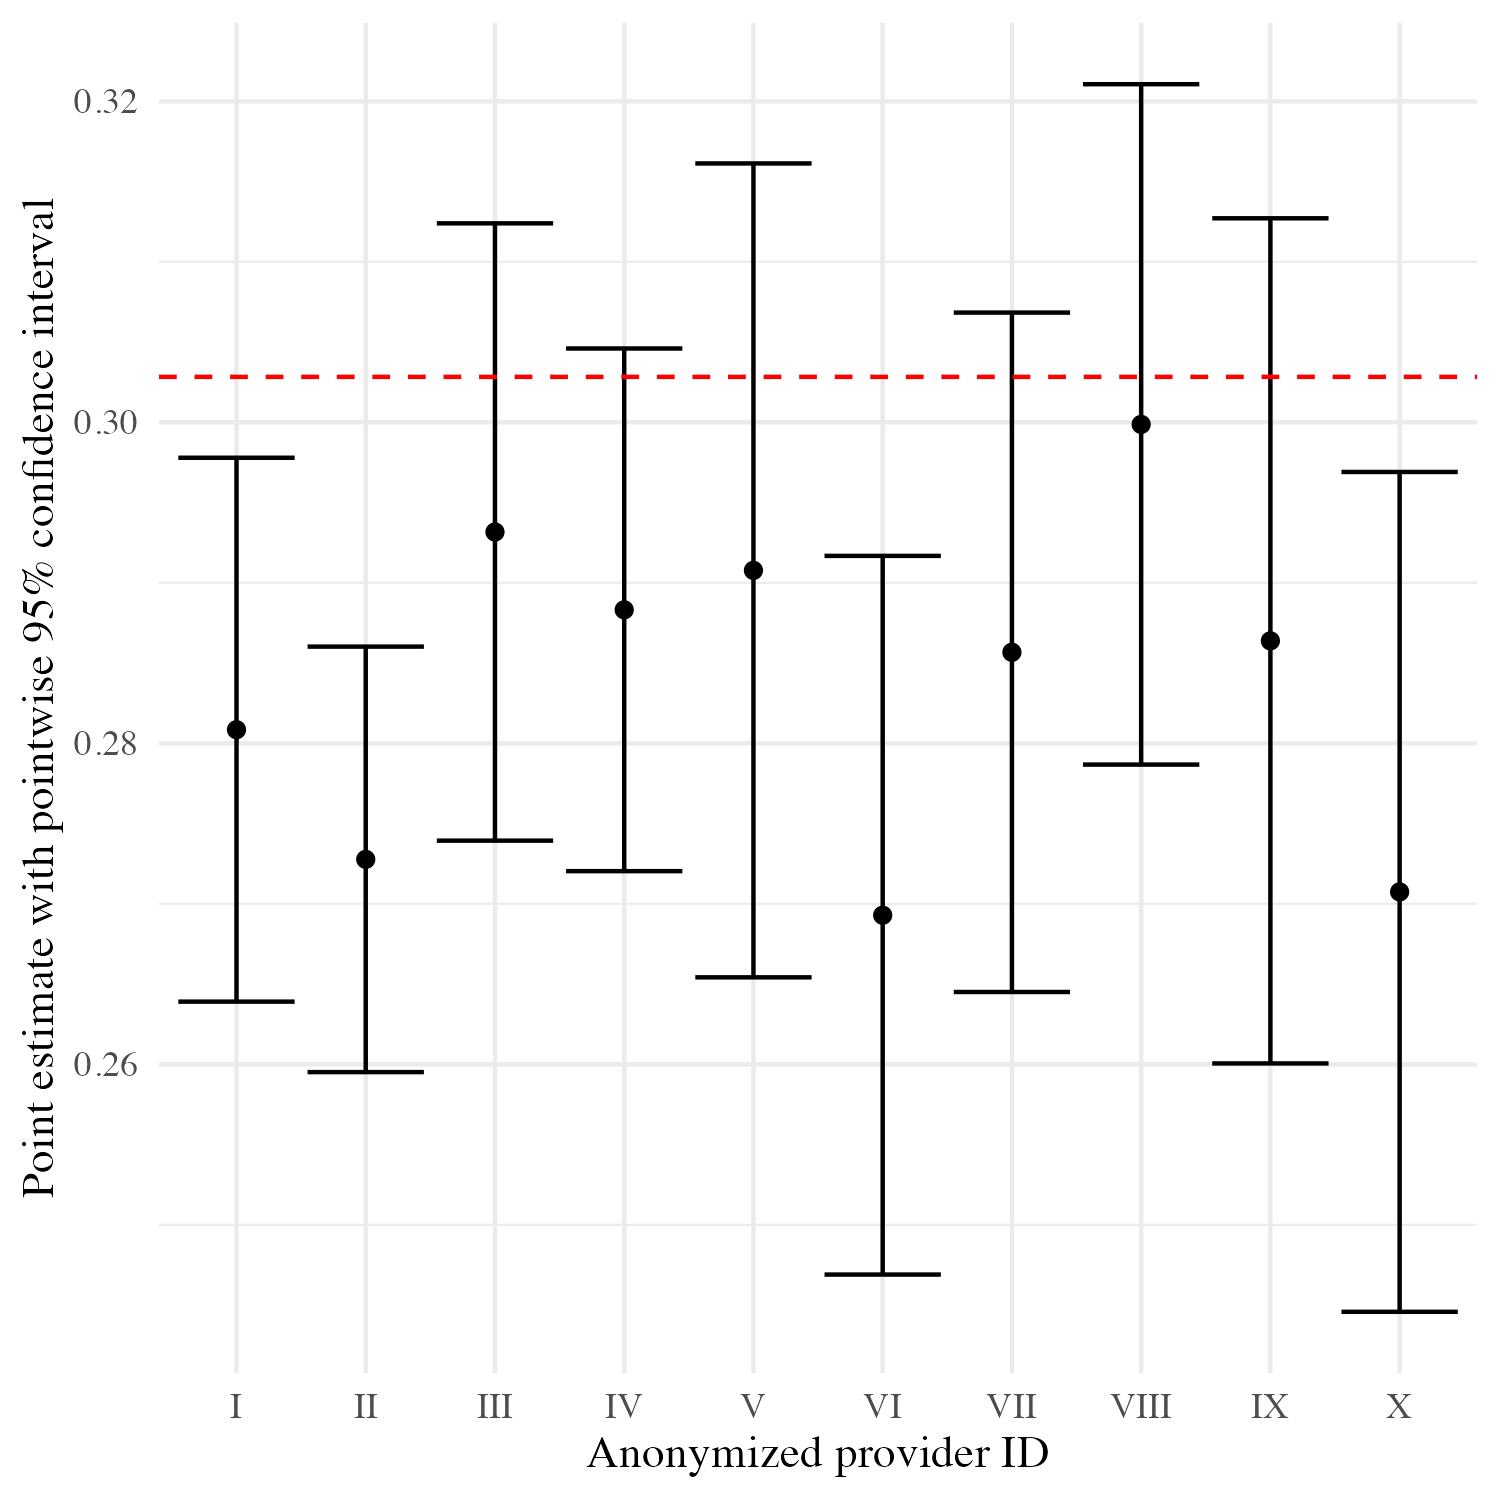 Point estimate with pointwise 95% confidence interval
0.32
0.30
0.28
0.26
I II III IV V VI VII VIII IX X
Anonymized provider ID